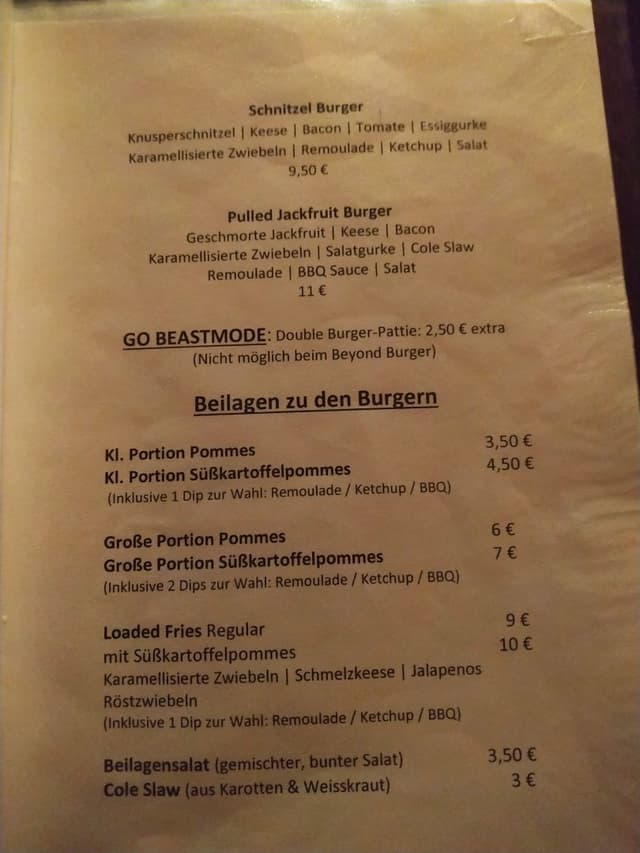 Schnitzel Burger
Knusperschnitzel | Keese | Bacon | Tomate | Essiggurke
Karamellisierte Zwiebeln | Remoulade | Ketchup | Salat
9,50 €
Pulled Jackfruit Burger
Geschmorte Jackfruit | Keese | Bacon
Karamellisierte Zwiebeln | Salatgurke | Cole Slaw
Remoulade | BBQ Sauce | Salat
11 €
GO BEASTMODE: Double Burger-Pattie: 2,50 € extra
(Nicht möglich beim Beyond Burger)
Beilagen zu den Burgern
Kl. Portion Pommes 3,50 €
Kl. Portion Süßkartoffelpommes 4,50 €
(Inklusive 1 Dip zur Wahl: Remoulade / Ketchup / BBQ)
Große Portion Pommes 6 €
Große Portion Süßkartoffelpommes 7 €
(Inklusive 2 Dips zur Wahl: Remoulade / Ketchup / BBQ)
Loaded Fries Regular 9 €
mit Süßkartoffelpommes 10 €
Karamellisierte Zwiebeln | Schmelzkeese | Jalapenos
Röstzwiebeln
(Inklusive 1 Dip zur Wahl: Remoulade / Ketchup / BBQ)
Beilagensalat (gemischter, bunter Salat) 3,50 €
Cole Slaw (aus Karotten & Weisskraut) 3 €